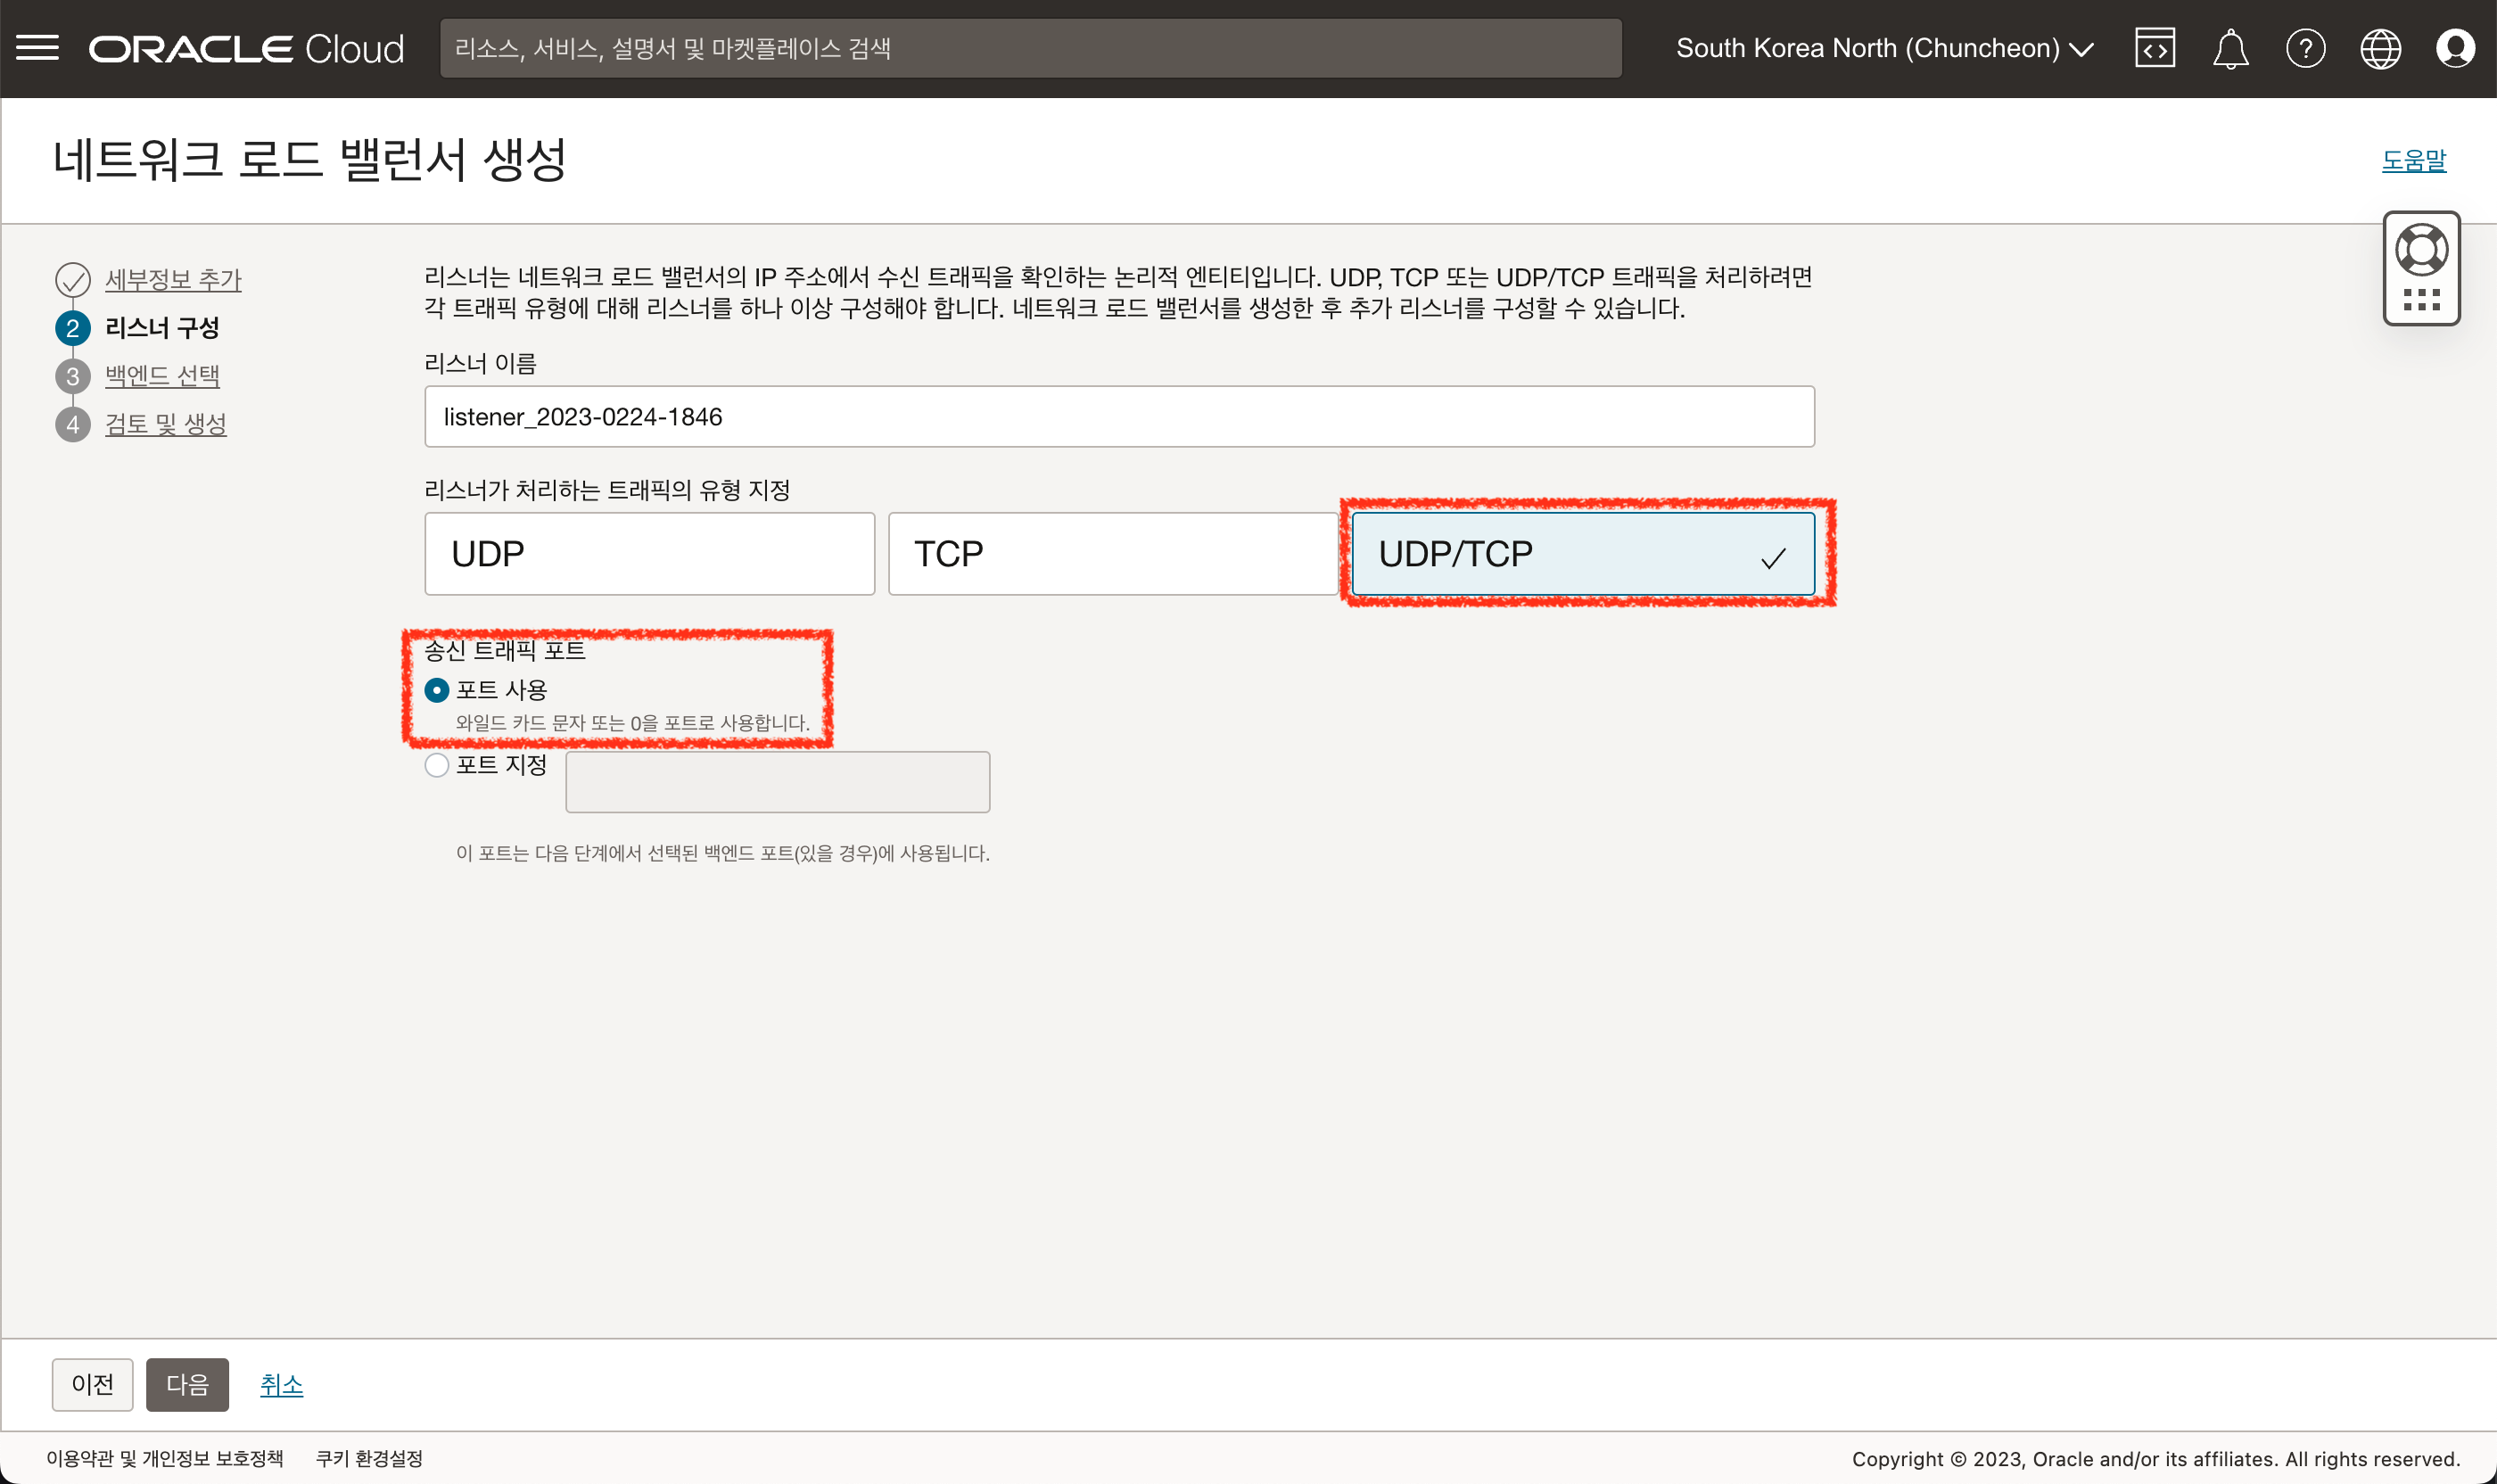 ORACLE Cloud
리소스, 서비스, 설명서 및 마켓플레이스 검색
South Korea North (Chuncheon)
네트워크 로드 밸런서 생성
도움말
세부정보 추가
2 리스너 구성
3 백엔드 선택
4 검토 및 생성
리스너는 네트워크 로드 밸런서의 IP 주소에서 수신 트래픽을 확인하는 논리적 엔티티입니다. UDP, TCP 또는 UDP/TCP 트래픽을 처리하려면
각 트래픽 유형에 대해 리스너를 하나 이상 구성해야 합니다. 네트워크 로드 밸런서를 생성한 후 추가 리스너를 구성할 수 있습니다.
리스너 이름
listener_2023-0224-1846
리스너가 처리하는 트래픽의 유형 지정
UDP
TCP
UDP/TCP
송신 트래픽 포트
포트 사용
와일드 카드 문자 또는 0을 포트로 사용합니다.
포트 지정
이 포트는 다음 단계에서 선택된 백엔드 포트(있을 경우)에 사용됩니다.
이전
다음
취소
이용약관 및 개인정보 보호정책
쿠키 환경설정
Copyright © 2023, Oracle and/or its affiliates. All rights reserved.